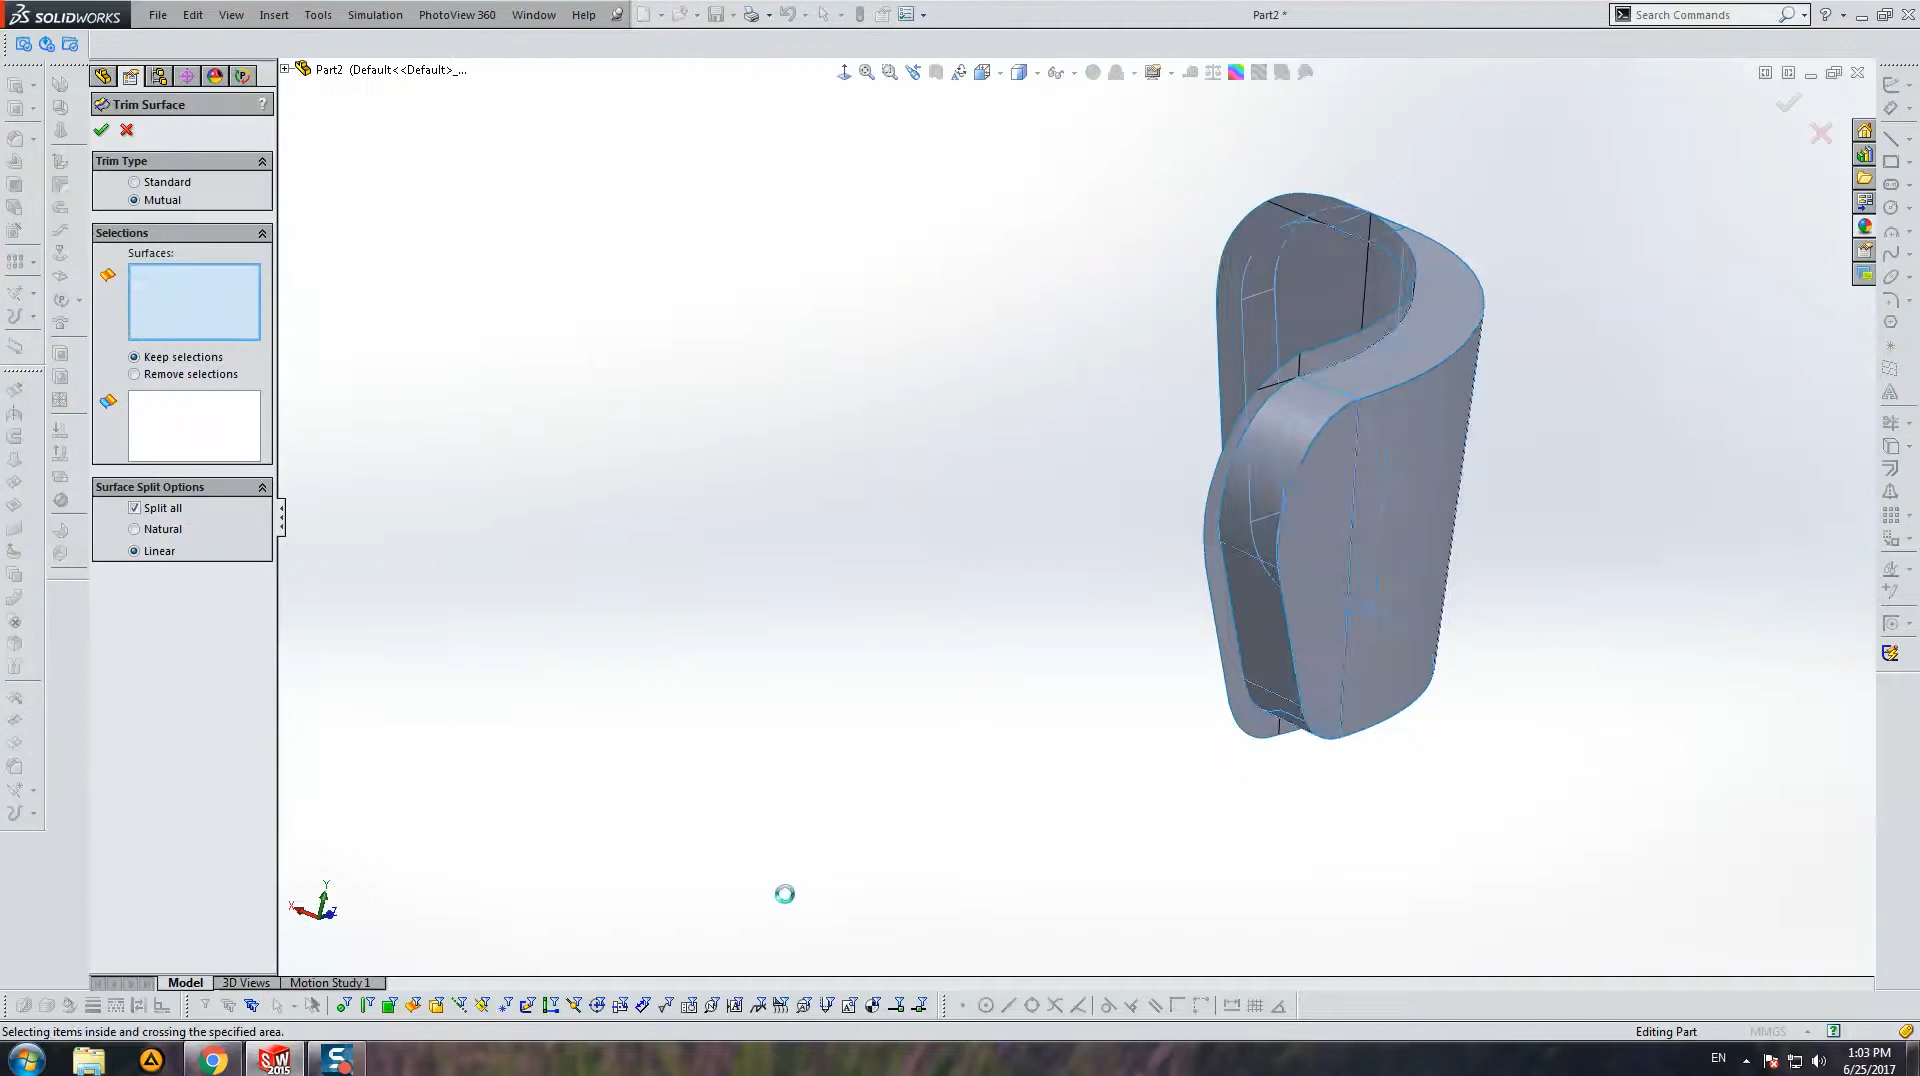 SOLIDWORKS File Edit View Insert Tools Simulation PhotoView 360 Window Help Part2 * Search Commands ?
Part2 (Default<<Default>_...
Trim Surface ?
Trim Type
Standard
Mutual
Selections
Surfaces:
Keep selections
Remove selections
Surface Split Options
Split all
Natural
Linear
Y
X Z
Model 3D Views Motion Study 1
Selecting items inside and crossing the specified area. Editing Part MMGS ?
SW 2015 S EN 1:03 PM
6/25/2017